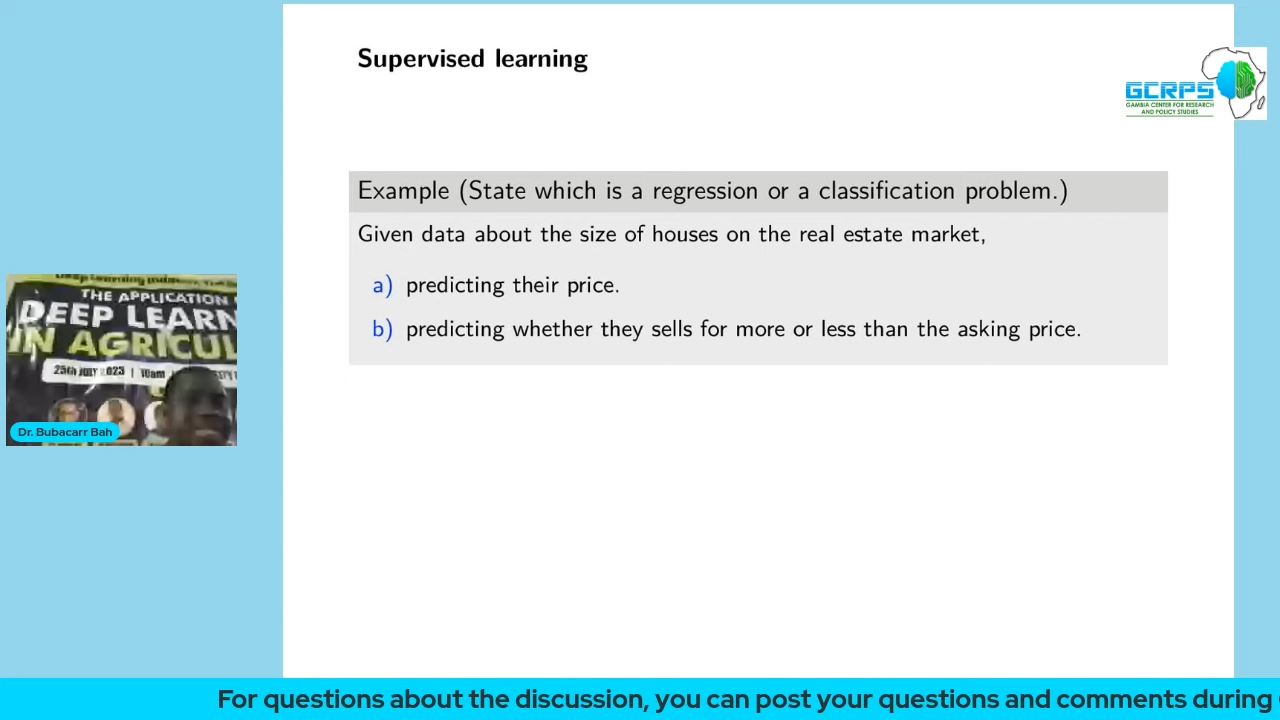 Supervised learning
GCRPS
GAMBIA CENTER FOR RESEARCH
AND POLICY STUDIES
Example (State which is a regression or a classification problem.)
Given data about the size of houses on the real estate market,
a) predicting their price.
b) predicting whether they sells for more or less than the asking price.
THE APPLICATION
DEEP LEARN
IN AGRICUL
25th JULY 2023 | 10am
Dr. Bubacarr Bah
For questions about the discussion, you can post your questions and comments during